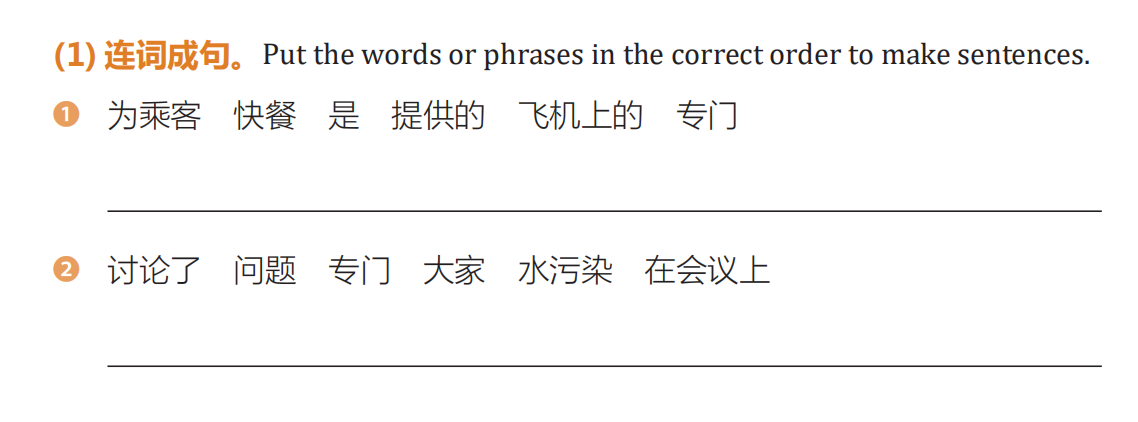 (1) 连词成句。Put the words or phrases in the correct order to make sentences.
1 为乘客 快餐 是 提供的 飞机上的 专门
2 讨论了 问题 专门 大家 水污染 在会议上